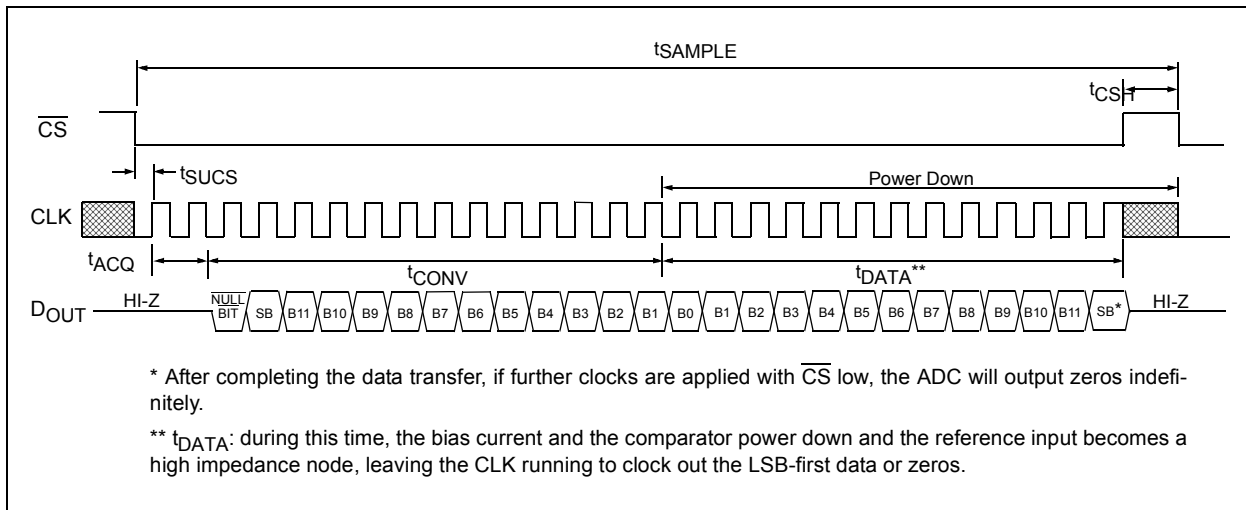 tSAMPLE
tCSH
CS
tSUCS
Power Down
CLK
tACQ
tCONV
tDATA**
DOUT HI-Z NULL BIT SB B11 B10 B9 B8 B7 B6 B5 B4 B3 B2 B1 B0 B1 B2 B3 B4 B5 B6 B7 B8 B9 B10 B11 SB* HI-Z
* After completing the data transfer, if further clocks are applied with CS low, the ADC will output zeros indefi-
nitely.
** tDATA: during this time, the bias current and the comparator power down and the reference input becomes a
high impedance node, leaving the CLK running to clock out the LSB-first data or zeros.